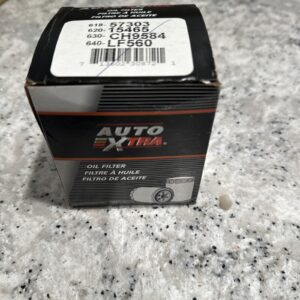 OIL FILTER
FILTRE À HUILE
FILTRO DE ACEITE
618- 57303
620- 15465
630- CH9584
640- LF560
AUTO
EXTRA
OIL FILTER
FILTRE À HUILE
FILTRO DE ACEITE